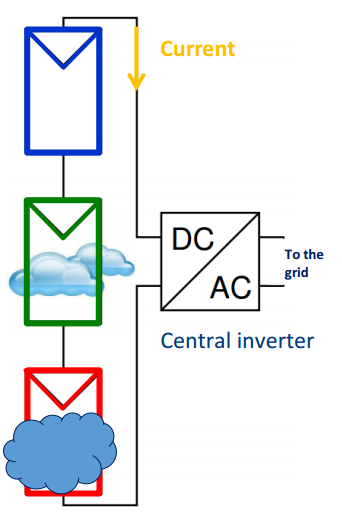 Current
DC
AC
To the
grid
Central inverter